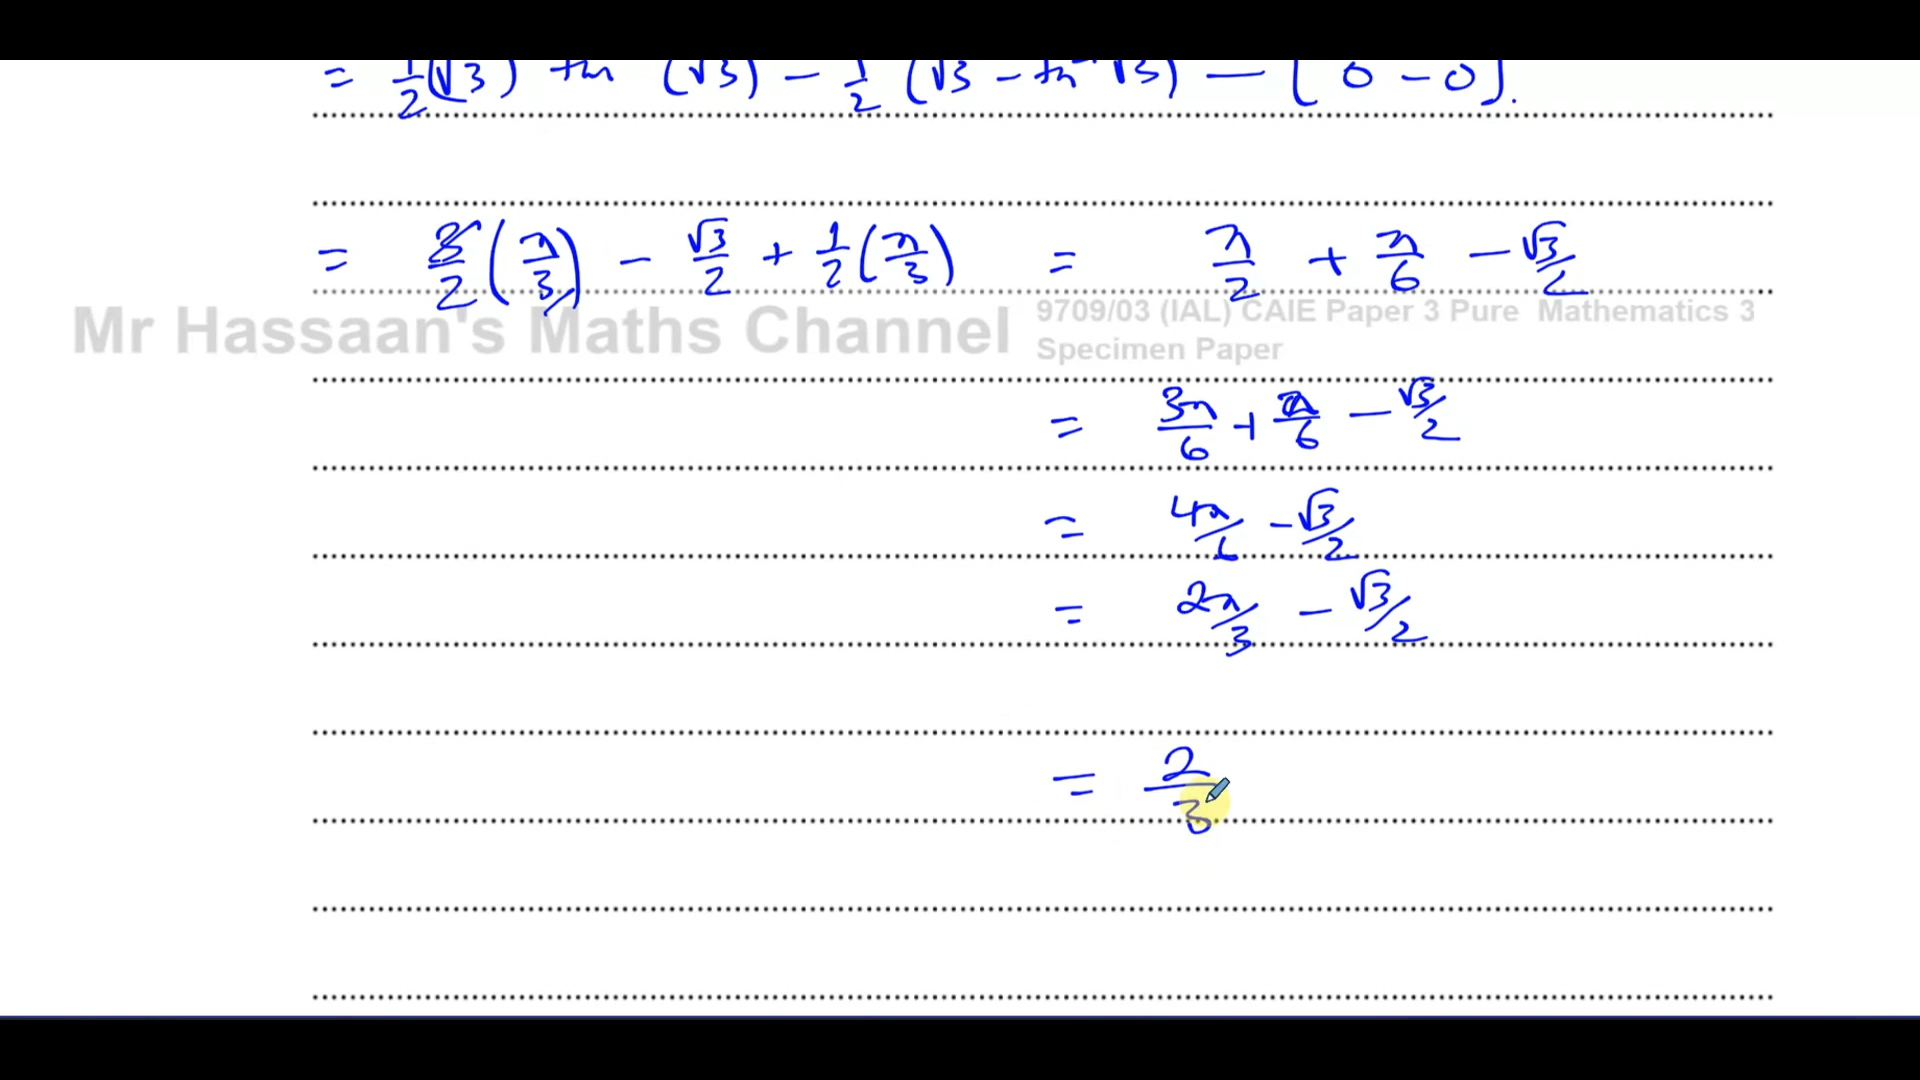 = 1/2 (√3) tan (√3) − 1/2 (√3 − tan⁻¹ √3) − [0 − 0].
= 3/2 (π/3) − √3/2 + 1/2 (π/3) = π/2 + π/6 − √3/2
Mr Hassaan's Maths Channel
9709/03 (IAL) CAIE Paper 3 Pure Mathematics 3
Specimen Paper
= 3π/6 + π/6 − √3/2
= 4π/6 − √3/2
= 2π/3 − √3/2
= 2/3